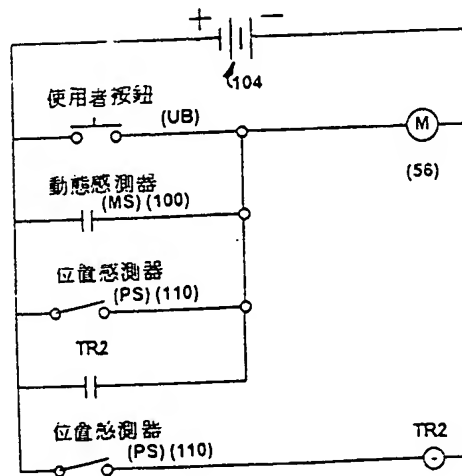 + −
104
使用者按鈕
(UB)
M
(56)
動態感測器
(MS) (100)
位置感測器
(PS) (110)
TR2
位置感測器
(PS) (110)
TR2